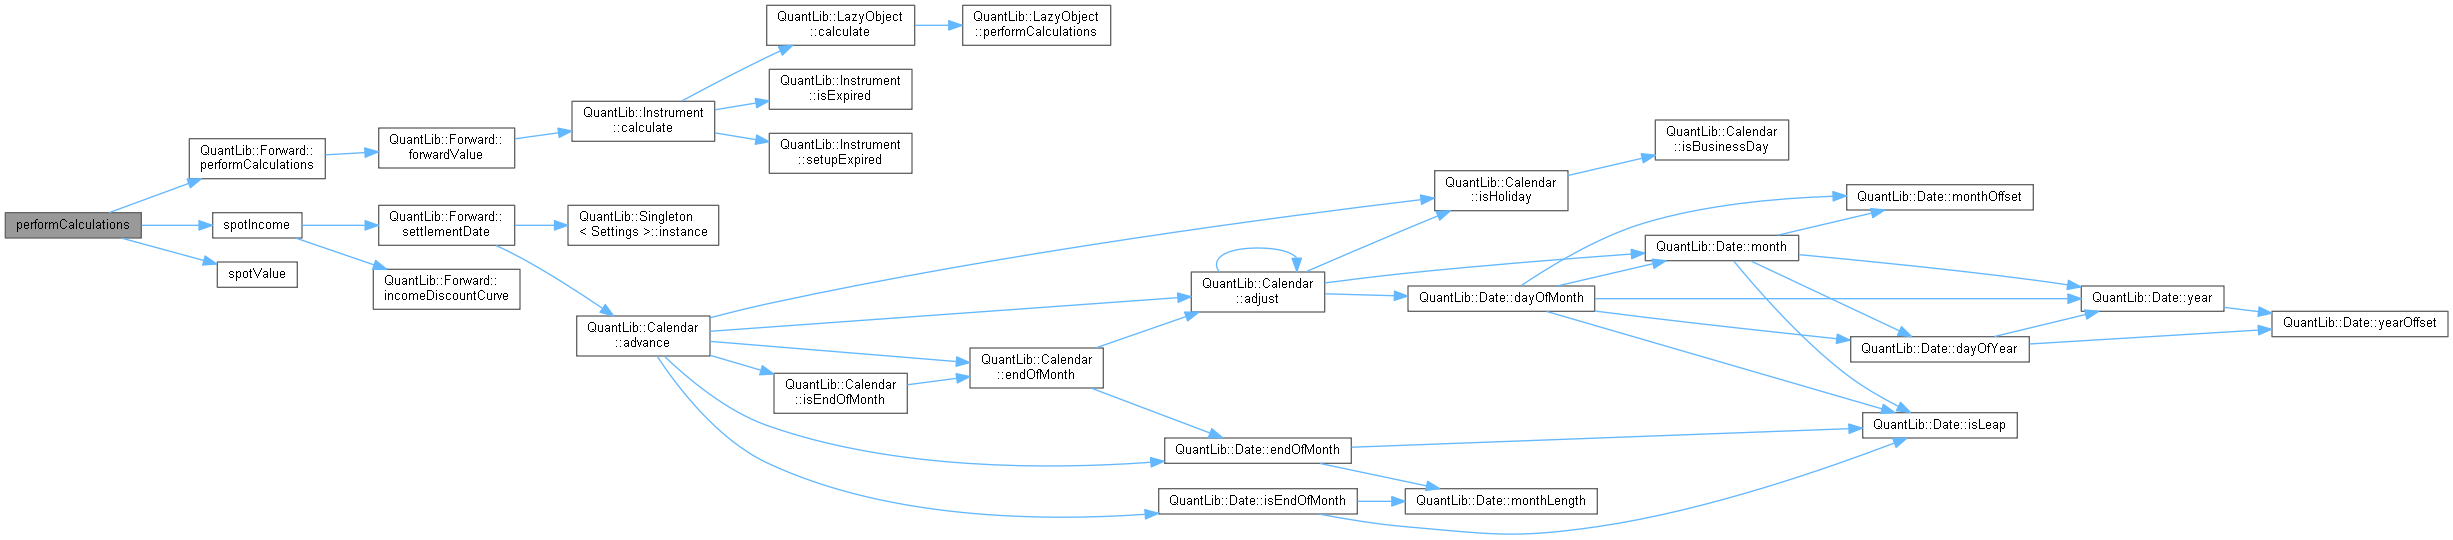 performCalculations
QuantLib::Forward::
performCalculations
spotIncome
spotValue
QuantLib::Forward::
forwardValue
QuantLib::Forward::
settlementDate
QuantLib::Forward::
incomeDiscountCurve
QuantLib::Instrument
::calculate
QuantLib::Singleton
< Settings >::instance
QuantLib::Calendar
::advance
QuantLib::LazyObject
::calculate
QuantLib::Instrument
::isExpired
QuantLib::Instrument
::setupExpired
QuantLib::Calendar
::isEndOfMonth
QuantLib::LazyObject
::performCalculations
QuantLib::Calendar
::endOfMonth
QuantLib::Calendar
::adjust
QuantLib::Date::endOfMonth
QuantLib::Date::isEndOfMonth
QuantLib::Calendar
::isHoliday
QuantLib::Date::dayOfMonth
QuantLib::Date::monthLength
QuantLib::Calendar
::isBusinessDay
QuantLib::Date::month
QuantLib::Date::monthOffset
QuantLib::Date::dayOfYear
QuantLib::Date::isLeap
QuantLib::Date::year
QuantLib::Date::yearOffset